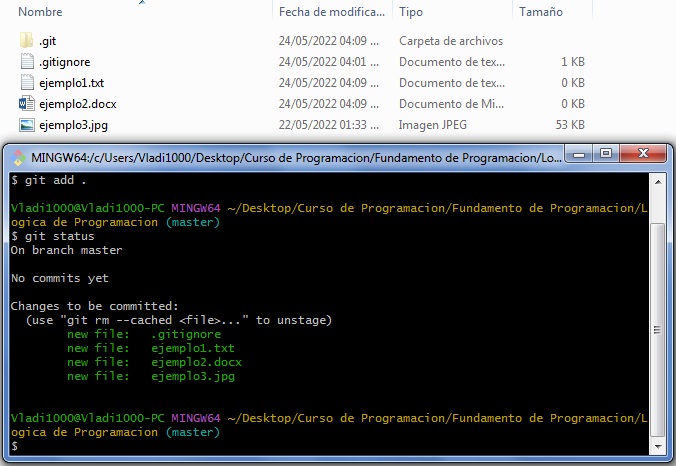 Nombre Fecha de modifica... Tipo Tamaño
.git 24/05/2022 04:09 ... Carpeta de archivos
.gitignore 24/05/2022 04:01 ... Documento de tex... 1 KB
ejemplo1.txt 24/05/2022 04:09 ... Documento de tex... 0 KB
ejemplo2.docx 24/05/2022 04:09 ... Documento de Mi... 0 KB
ejemplo3.jpg 22/05/2022 01:33 ... Imagen JPEG 53 KB
MINGW64:/c/Users/Vladi1000/Desktop/Curso de Programacion/Fundamento de Programacion/Lo...
$ git add .
Vladi1000@Vladi1000-PC MINGW64 ~/Desktop/Curso de Programacion/Fundamento de Programacion/L
ogica de Programacion (master)
$ git status
On branch master
No commits yet
Changes to be committed:
(use "git rm --cached <file>..." to unstage)
new file: .gitignore
new file: ejemplo1.txt
new file: ejemplo2.docx
new file: ejemplo3.jpg
Vladi1000@Vladi1000-PC MINGW64 ~/Desktop/Curso de Programacion/Fundamento de Programacion/L
ogica de Programacion (master)
$